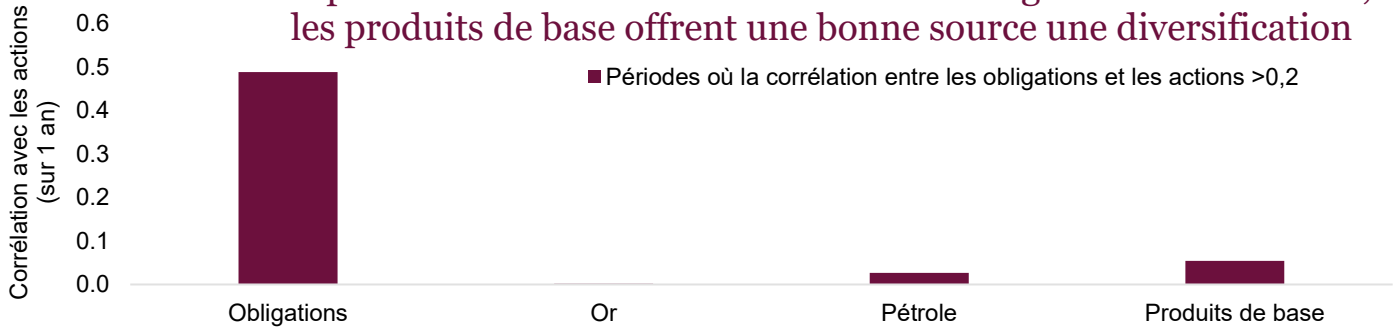 les produits de base offrent une bonne source une diversification
Périodes où la corrélation entre les obligations et les actions >0,2
Corrélation avec les actions
(sur 1 an)
0.6
0.5
0.4
0.3
0.2
0.1
0.0
Obligations
Or
Pétrole
Produits de base